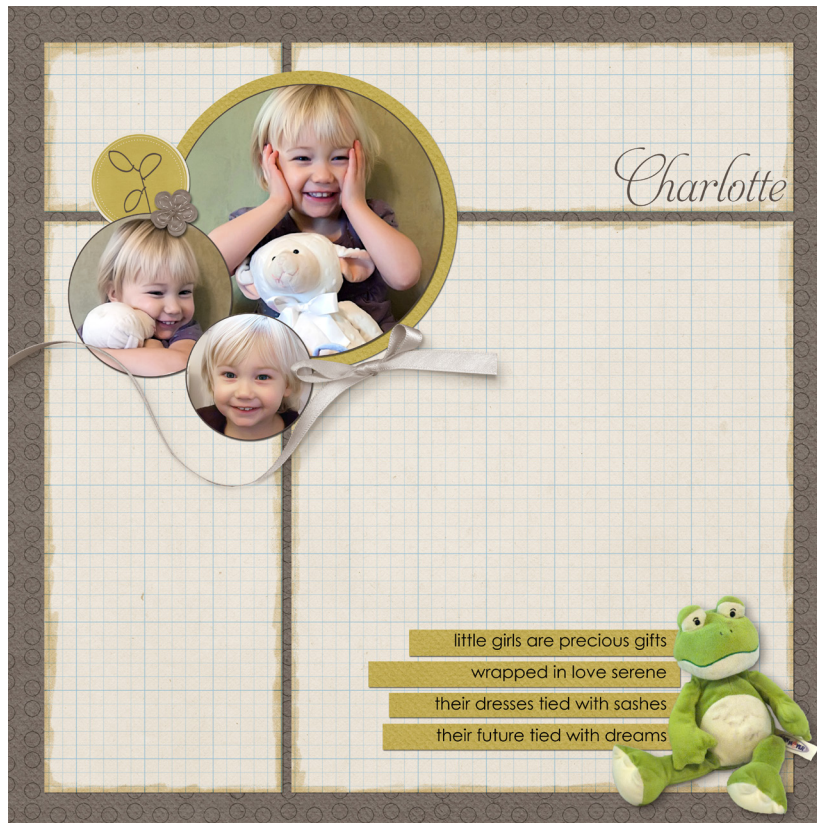 Charlotte
little girls are precious gifts
wrapped in love serene
their dresses tied with sashes
their future tied with dreams